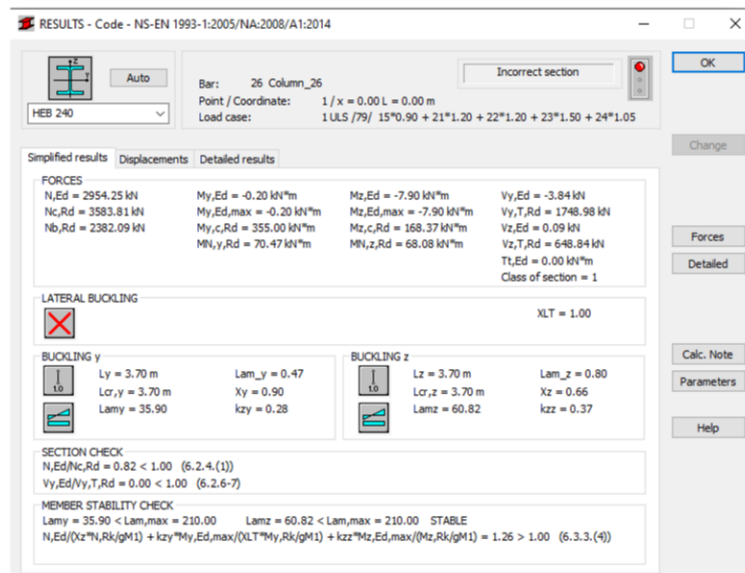 RESULTS - Code - NS-EN 1993-1:2005/NA:2008/A1:2014
Auto
HEB 240
Bar: 26 Column_26
Point / Coordinate: 1 / x = 0.00 L = 0.00 m
Load case: 1 ULS /79/ 15*0.90 + 21*1.20 + 22*1.20 + 23*1.50 + 24*1.05
Incorrect section
OK
Change
Forces
Detailed
Calc. Note
Parameters
Help
Simplified results Displacements Detailed results
FORCES
N,Ed = 2954.25 kN My,Ed = -0.20 kN*m Mz,Ed = -7.90 kN*m Vy,Ed = -3.84 kN
Nc,Rd = 3583.81 kN My,Ed,max = -0.20 kN*m Mz,Ed,max = -7.90 kN*m Vy,T,Rd = 1748.98 kN
Nb,Rd = 2382.09 kN My,c,Rd = 355.00 kN*m Mz,c,Rd = 168.37 kN*m Vz,Ed = 0.09 kN
MN,y,Rd = 70.47 kN*m MN,z,Rd = 68.08 kN*m Vz,T,Rd = 648.84 kN
Tt,Ed = 0.00 kN*m
Class of section = 1
LATERAL BUCKLING
XLT = 1.00
BUCKLING y
z
y
1.0
Ly = 3.70 m Lam_y = 0.47
Lcr,y = 3.70 m Xy = 0.90
Lamy = 35.90 kzy = 0.28
BUCKLING z
1.0
Lz = 3.70 m Lam_z = 0.80
Lcr,z = 3.70 m Xz = 0.66
Lamz = 60.82 kzz = 0.37
SECTION CHECK
N,Ed/Nc,Rd = 0.82 < 1.00 (6.2.4.(1))
Vy,Ed/Vy,T,Rd = 0.00 < 1.00 (6.2.6-7)
MEMBER STABILITY CHECK
Lamy = 35.90 < Lam,max = 210.00 Lamz = 60.82 < Lam,max = 210.00 STABLE
N,Ed/(Xz*N,Rk/gM1) + kzy*My,Ed,max/(XLT*My,Rk/gM1) + kzz*Mz,Ed,max/(Mz,Rk/gM1) = 1.26 > 1.00 (6.3.3.(4))